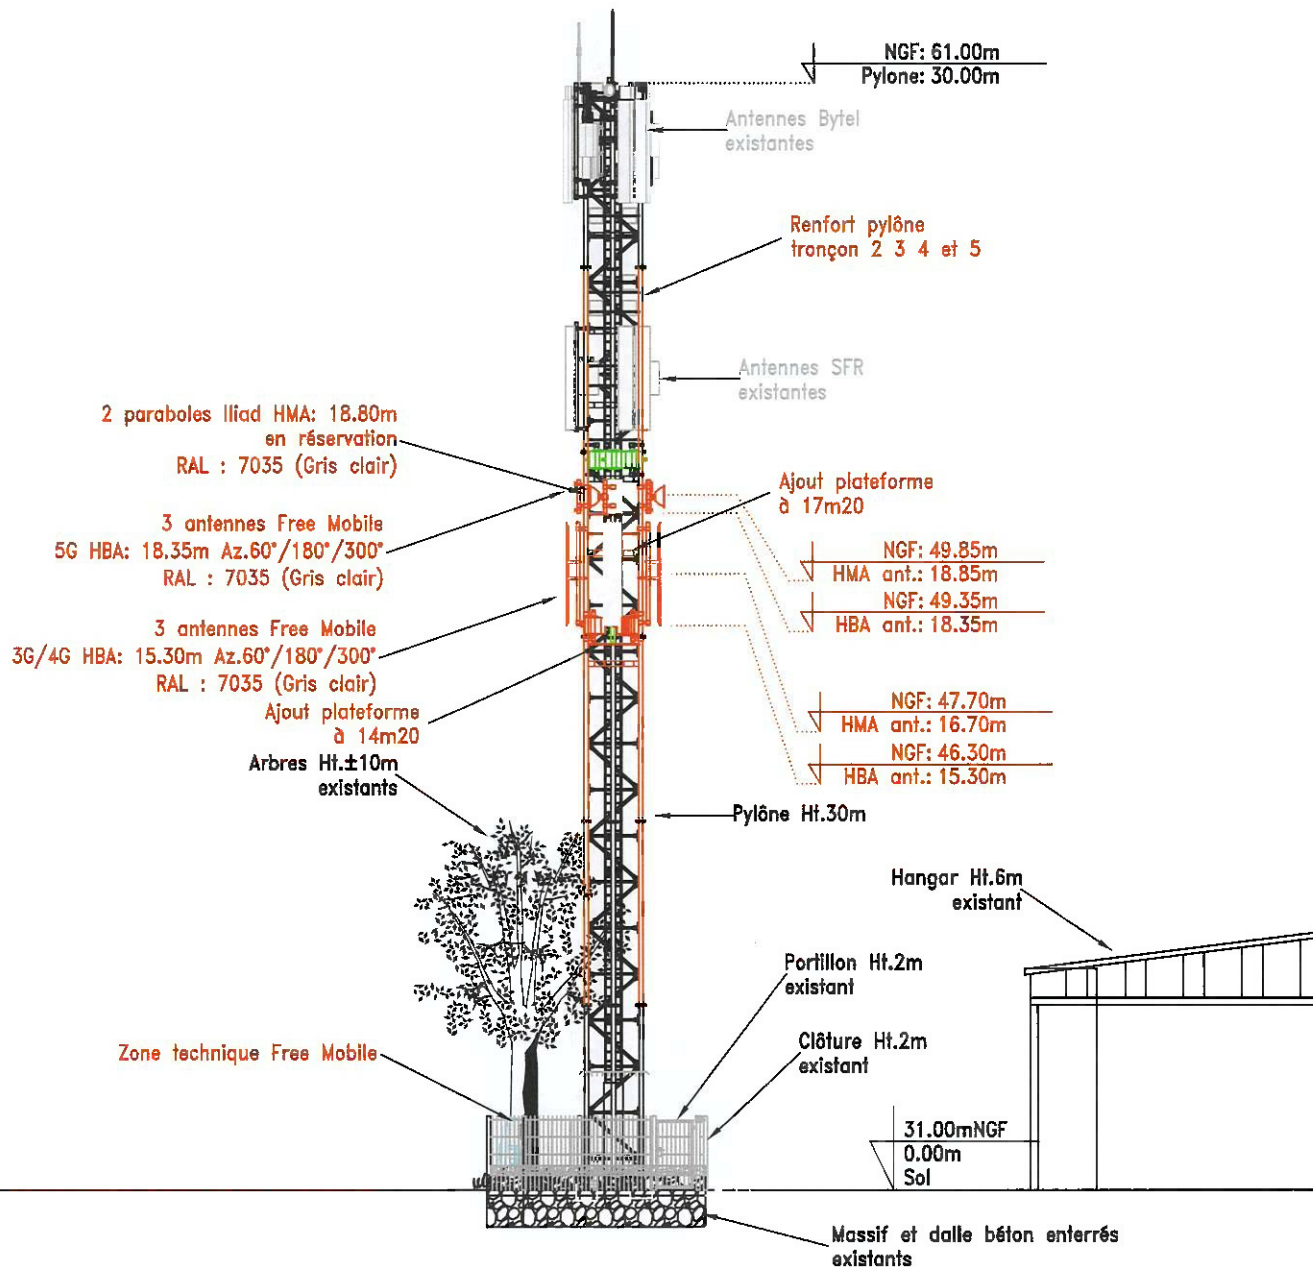 NGF: 61.00m
Pylone: 30.00m
Antennes Bytel
existantes
Renfort pylône
tronçon 2 3 4 et 5
Antennes SFR
existantes
2 paraboles Iliad HMA: 18.80m
en réservation
RAL : 7035 (Gris clair)
Ajout plateforme
à 17m20
3 antennes Free Mobile
5G HBA: 18.35m Az.60°/180°/300°
RAL : 7035 (Gris clair)
NGF: 49.85m
HMA ant.: 18.85m
NGF: 49.35m
HBA ant.: 18.35m
3 antennes Free Mobile
3G/4G HBA: 15.30m Az.60°/180°/300°
RAL : 7035 (Gris clair)
NGF: 47.70m
HMA ant.: 16.70m
NGF: 46.30m
HBA ant.: 15.30m
Ajout plateforme
à 14m20
Arbres Ht.±10m
existants
Pylône Ht.30m
Hangar Ht.6m
existant
Portillon Ht.2m
existant
Clôture Ht.2m
existant
Zone technique Free Mobile
31.00mNGF
0.00m
Sol
Massif et dalle béton enterrés
existants